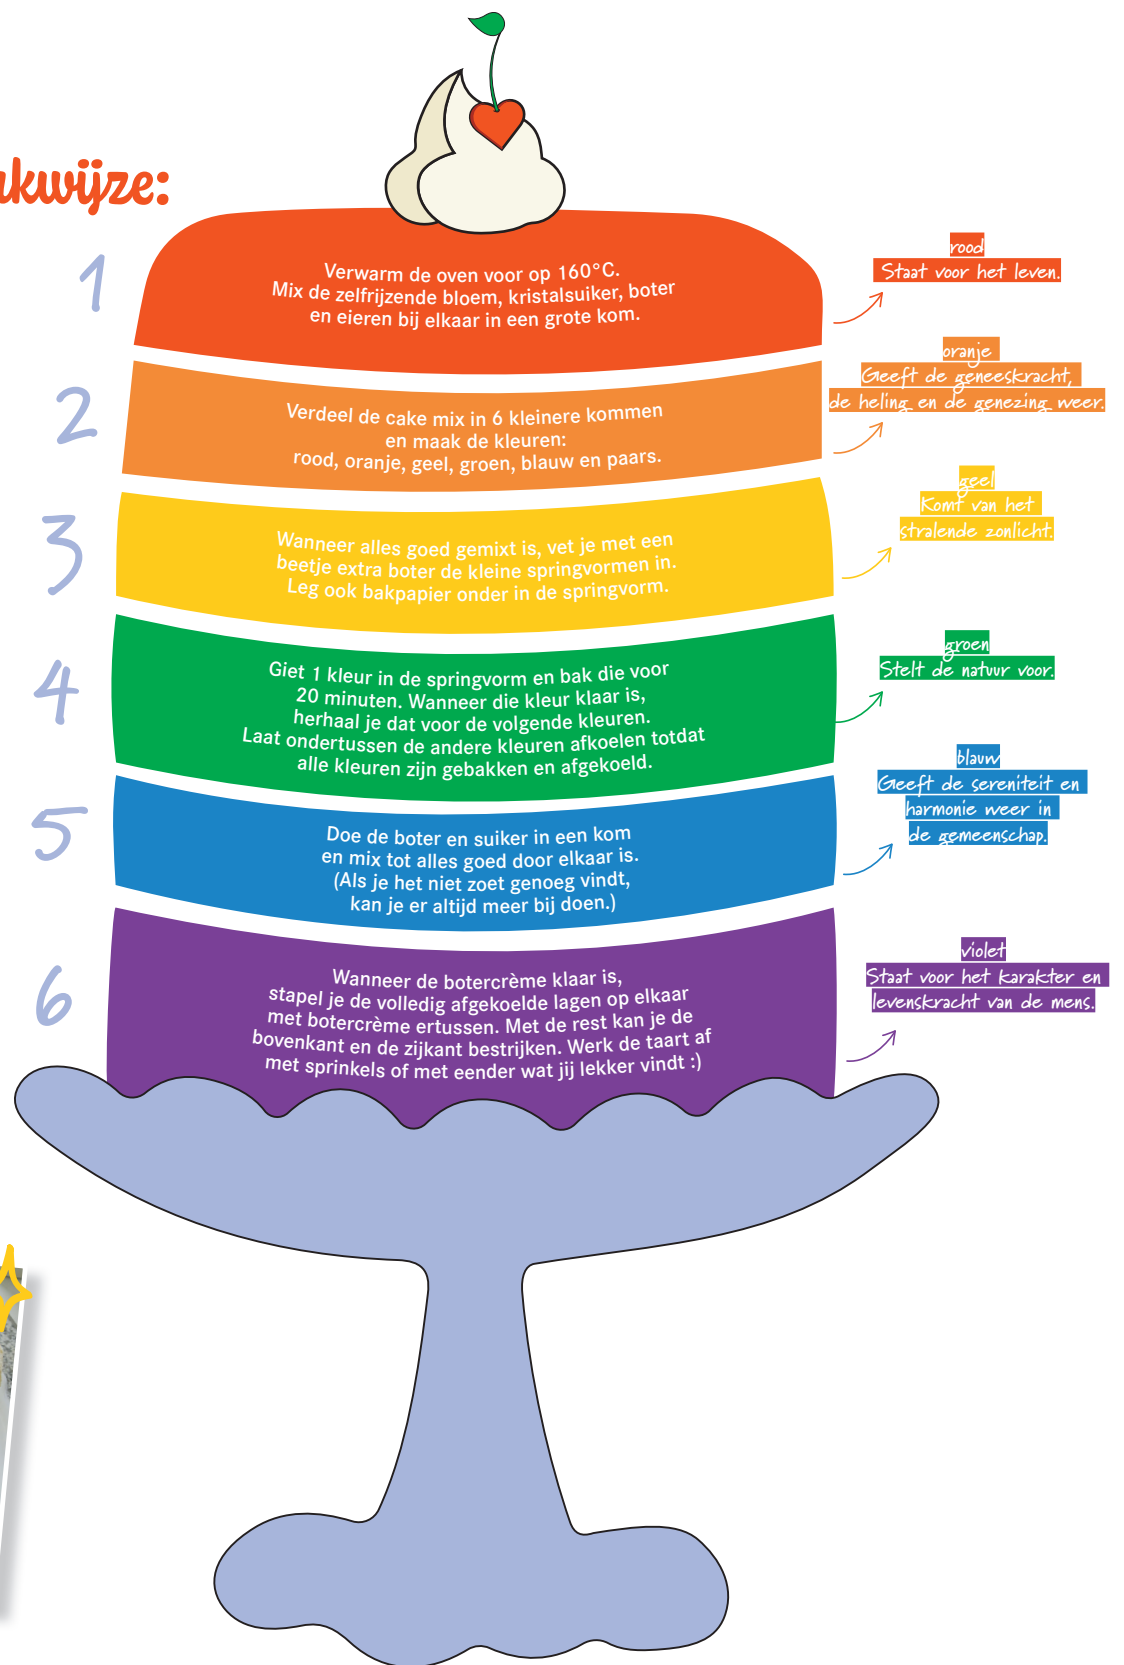 kwijze:
1
Verwarm de oven voor op 160°C.
Mix de zelfrijzende bloem, kristalsuiker, boter
en eieren bij elkaar in een grote kom.
rood
Staat voor het leven.
2
Verdeel de cake mix in 6 kleinere kommen
en maak de kleuren:
rood, oranje, geel, groen, blauw en paars.
oranje
Geeft de geneeskracht,
de heling en de genezing weer.
3
Wanneer alles goed gemixt is, vet je met een
beetje extra boter de kleine springvormen in.
Leg ook bakpapier onder in de springvorm.
geel
Komt van het
stralende zonlicht.
4
Giet 1 kleur in de springvorm en bak die voor
20 minuten. Wanneer die kleur klaar is,
herhaal je dat voor de volgende kleuren.
Laat ondertussen de andere kleuren afkoelen totdat
alle kleuren zijn gebakken en afgekoeld.
groen
Stelt de natuur voor.
5
Doe de boter en suiker in een kom
en mix tot alles goed door elkaar is.
(Als je het niet zoet genoeg vindt,
kan je er altijd meer bij doen.)
blauw
Geeft de sereniteit en
harmonie weer in
de gemeenschap.
6
Wanneer de botercrème klaar is,
stapel je de volledig afgekoelde lagen op elkaar
met botercrème ertussen. Met de rest kan je de
bovenkant en de zijkant bestrijken. Werk de taart af
met sprinkels of met eender wat jij lekker vindt :)
violet
Staat voor het karakter en
levenskracht van de mens.